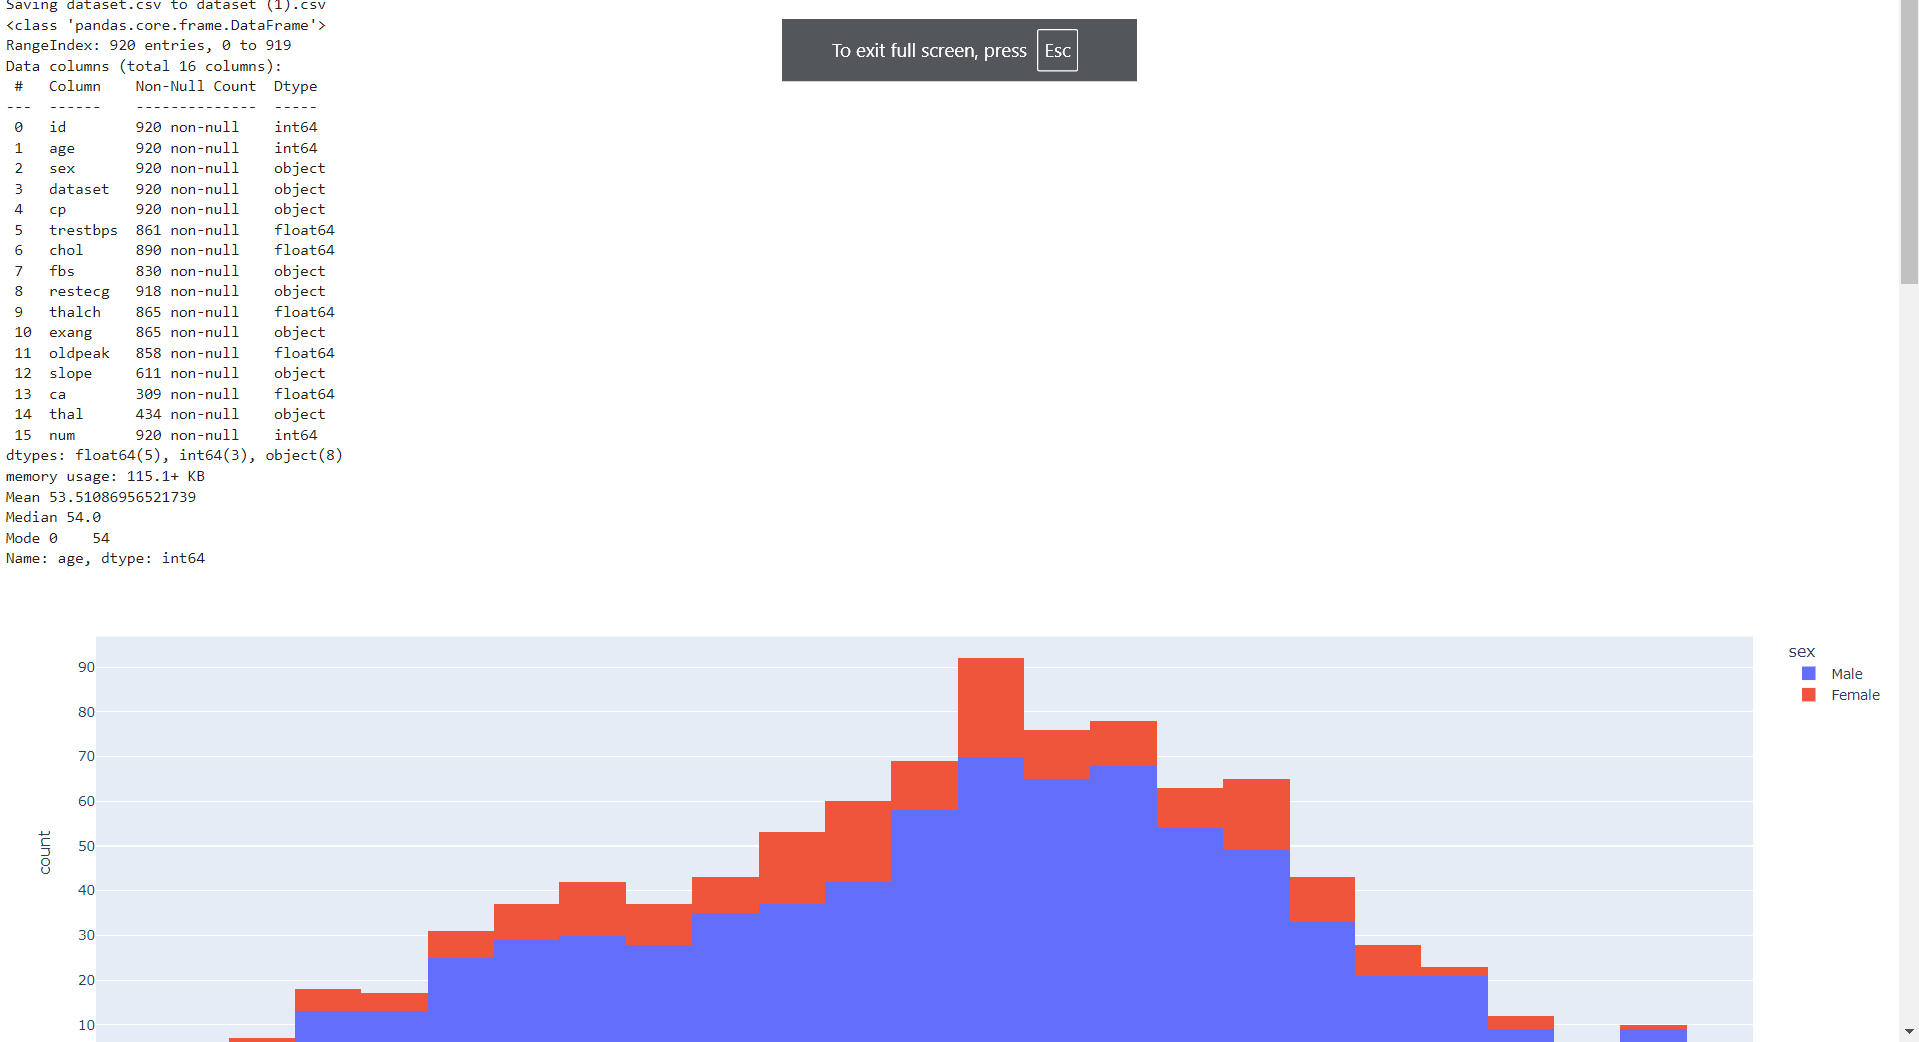 Saving dataset.csv to dataset (1).csv
<class 'pandas.core.frame.DataFrame'>
RangeIndex: 920 entries, 0 to 919
Data columns (total 16 columns):
 #   Column    Non-Null Count  Dtype
---  ------    --------------  -----
 0   id        920 non-null    int64
 1   age       920 non-null    int64
 2   sex       920 non-null    object
 3   dataset   920 non-null    object
 4   cp        920 non-null    object
 5   trestbps  861 non-null    float64
 6   chol      890 non-null    float64
 7   fbs       830 non-null    object
 8   restecg   918 non-null    object
 9   thalch    865 non-null    float64
 10  exang     865 non-null    object
 11  oldpeak   858 non-null    float64
 12  slope     611 non-null    object
 13  ca        309 non-null    float64
 14  thal      434 non-null    object
 15  num       920 non-null    int64
dtypes: float64(5), int64(3), object(8)
memory usage: 115.1+ KB
Mean 53.51086956521739
Median 54.0
Mode 0    54
Name: age, dtype: int64
To exit full screen, press Esc
90
80
70
60
50
40
30
20
10
count
sex
Male
Female